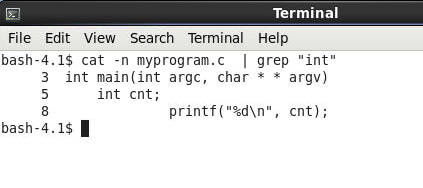 Terminal
File Edit View Search Terminal Help
bash-4.1$ cat -n myprogram.c  | grep "int"
     3  int main(int argc, char * * argv)
     5      int cnt;
     8               printf("%d\n", cnt);
bash-4.1$